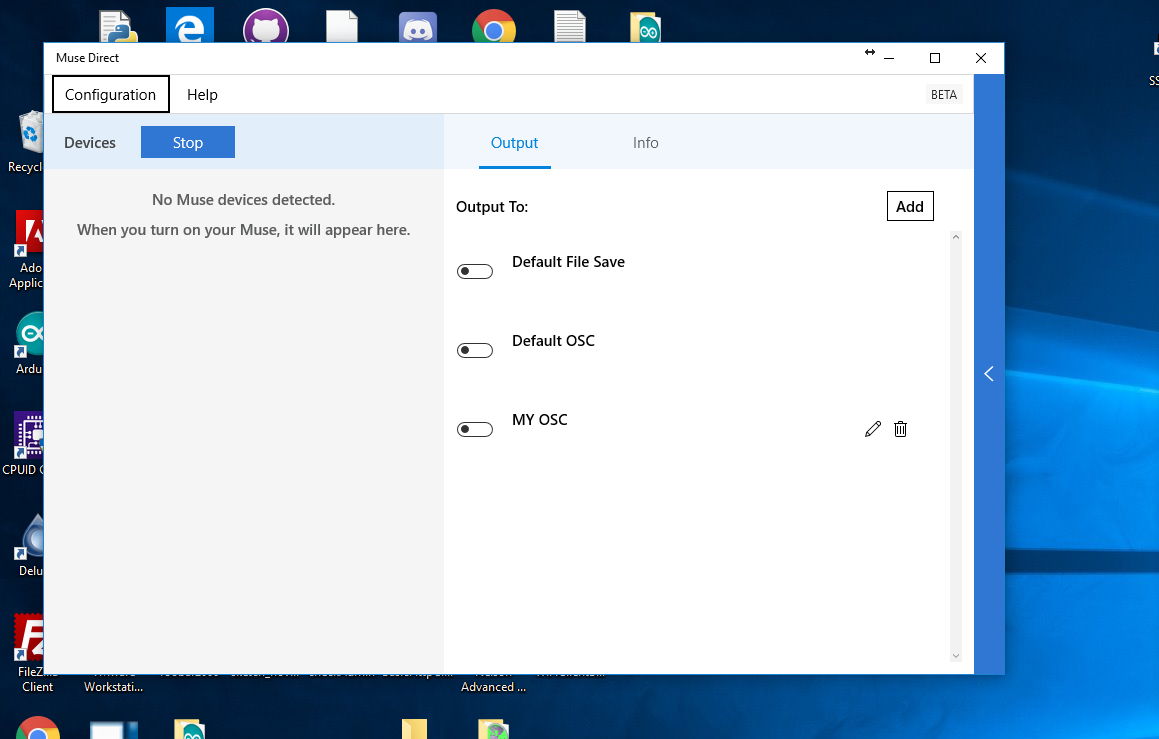 Muse Direct
Configuration
Help
BETA
Devices
Stop
Output
Info
No Muse devices detected.
When you turn on your Muse, it will appear here.
Output To:
Add
Default File Save
Default OSC
MY OSC
Recycl
Ado
Applic
Ardu
CPUID
Delu
FileZilla
Client
Workstati...
Advanced ...
SS